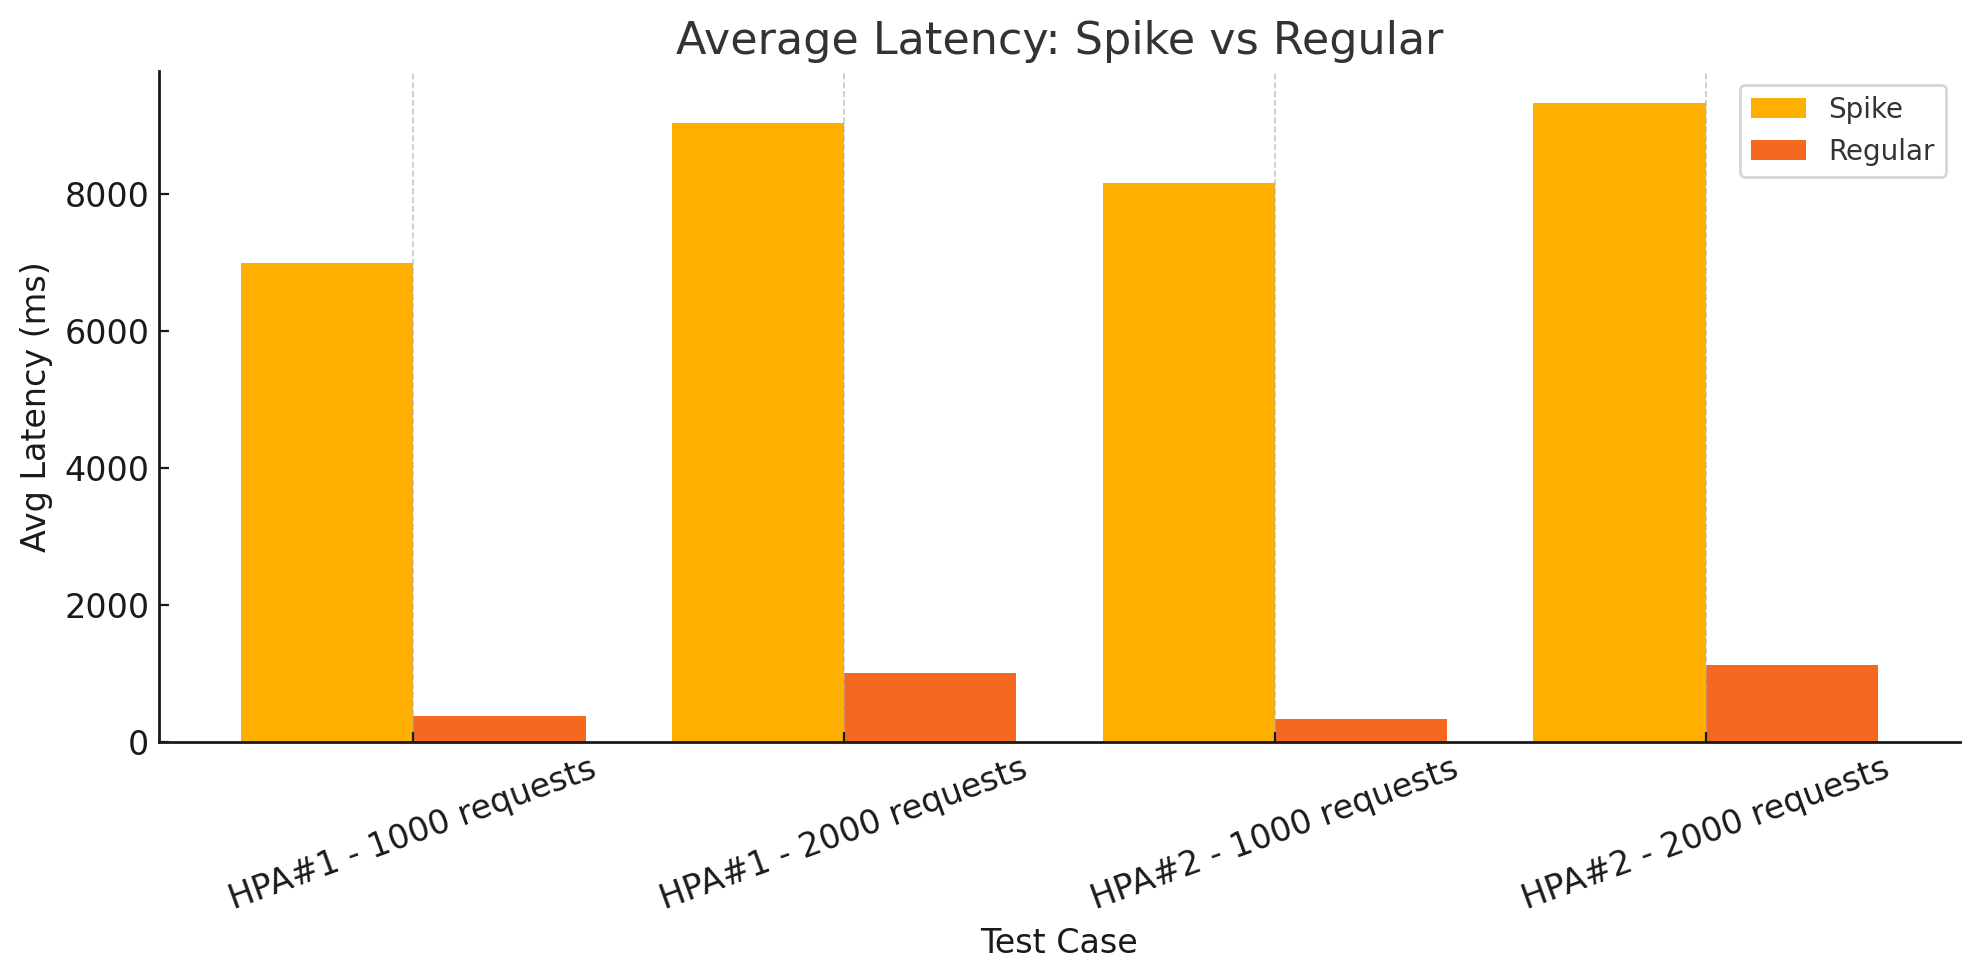 Average Latency: Spike vs Regular
Spike
Regular
Avg Latency (ms)
8000
6000
4000
2000
0
HPA#1 - 1000 requests
HPA#1 - 2000 requests
HPA#2 - 1000 requests
HPA#2 - 2000 requests
Test Case